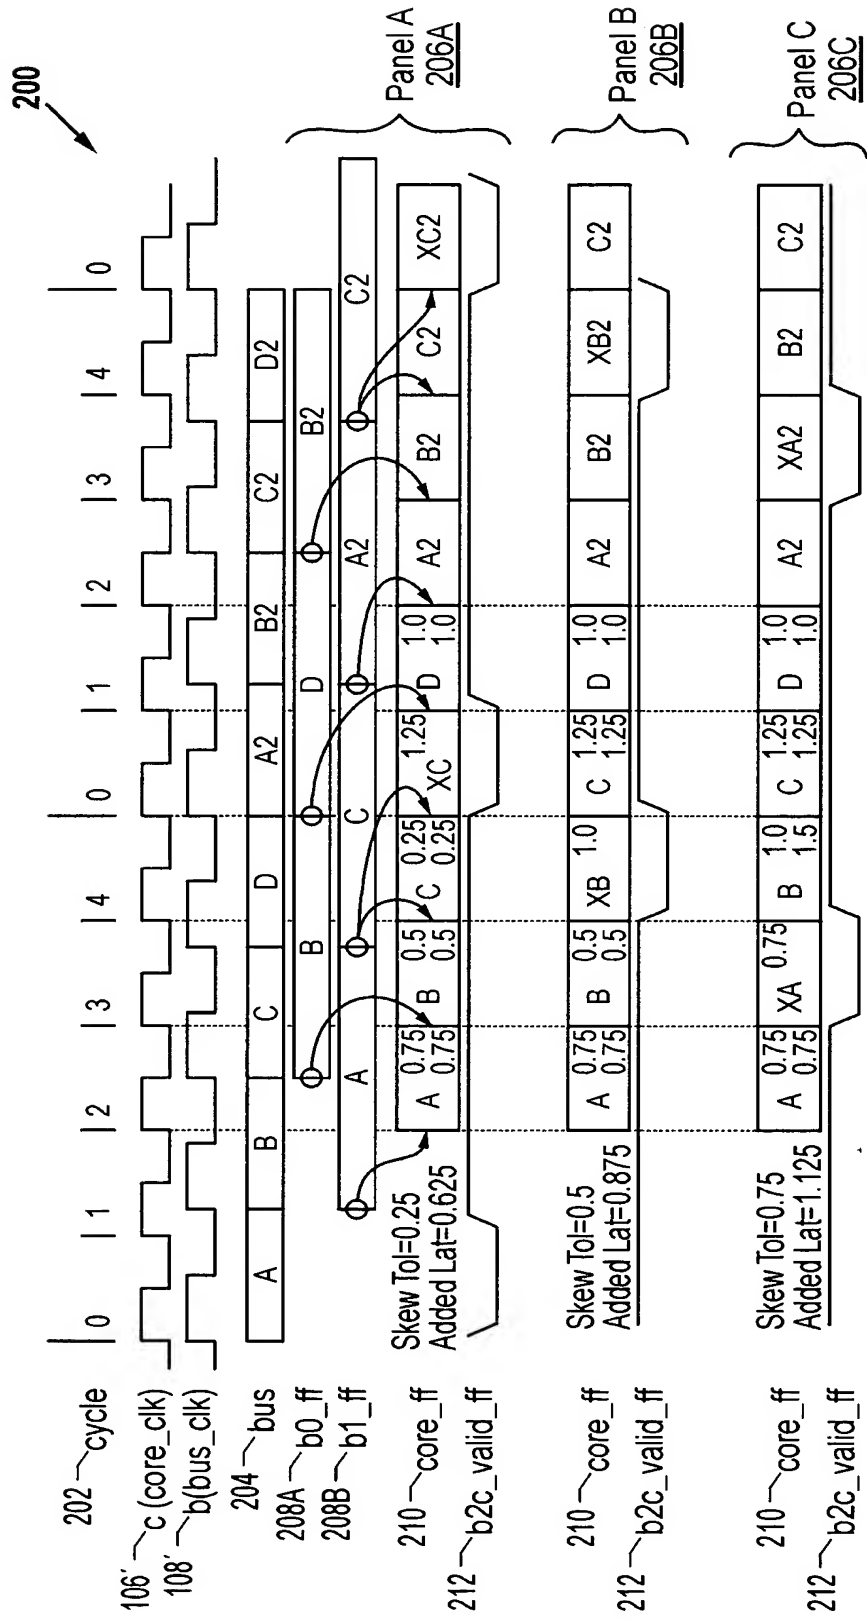 200
202 cycle 0 1 2 3 4 0 1 2 3 4 0
106' c (core_clk)
108' b(bus_clk)
204 bus A B C D A2 B2 C2 D2
208A b0_ff B D B2
208B b1_ff A C A2 C2
Panel A
206A
Skew Tol=0.25
Added Lat=0.625
210 core_ff A 0.75 0.75 B 0.5 0.5 C 0.25 0.25 XC 1.25 D 1.0 1.0 A2 B2 C2 XC2
212 b2c_valid_ff
Panel B
206B
Skew Tol=0.5
Added Lat=0.875
210 core_ff A 0.75 0.75 B 0.5 0.5 XB 1.0 C 1.25 1.25 D 1.0 1.0 A2 B2 XB2 C2
212 b2c_valid_ff
Panel C
206C
Skew Tol=0.75
Added Lat=1.125
210 core_ff A 0.75 0.75 XA 0.75 B 1.0 1.5 C 1.25 1.25 D 1.0 1.0 A2 XA2 B2 C2
212 b2c_valid_ff